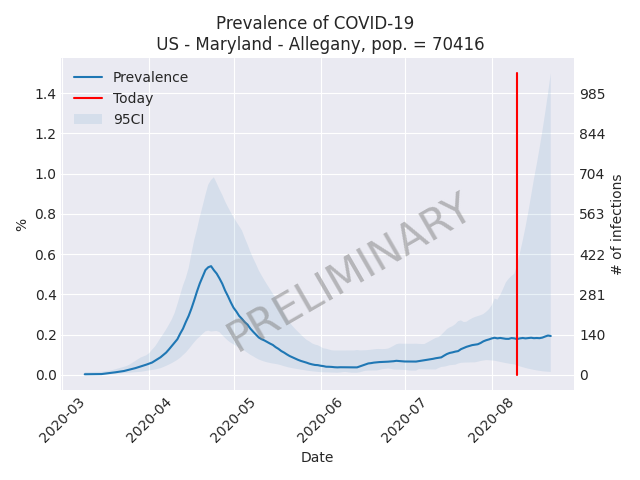 Prevalence of COVID-19
US - Maryland - Allegany, pop. = 70416
Prevalence
Today
95CI
PRELIMINARY
1.4
1.2
1.0
0.8
0.6
0.4
0.2
0.0
%
985
844
704
563
422
281
140
0
# of infections
2020-03
2020-04
2020-05
2020-06
2020-07
2020-08
Date